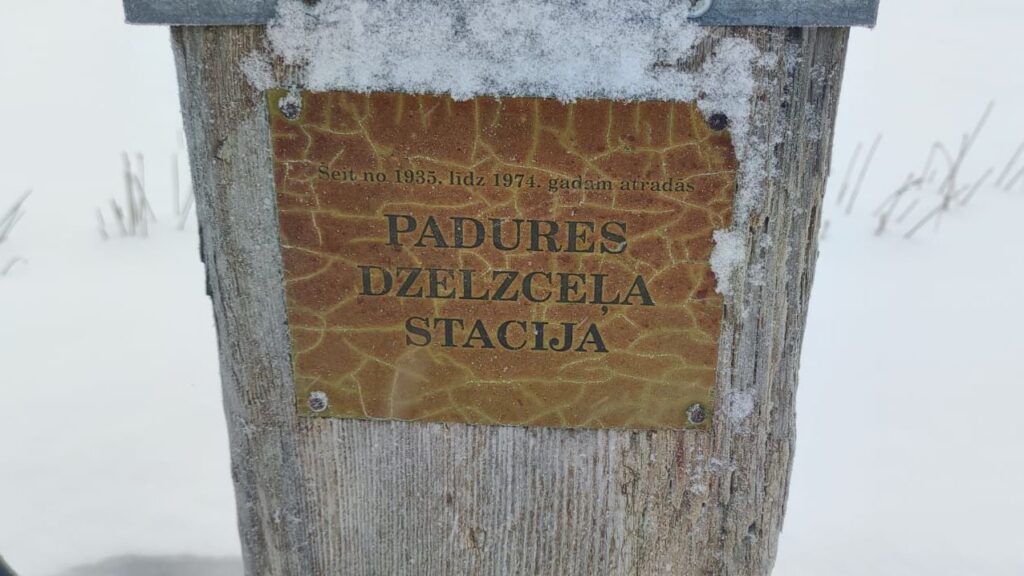 Šeit no 1935. līdz 1974. gadam atradās
PADURES
DZELZCEĻA
STACIJA